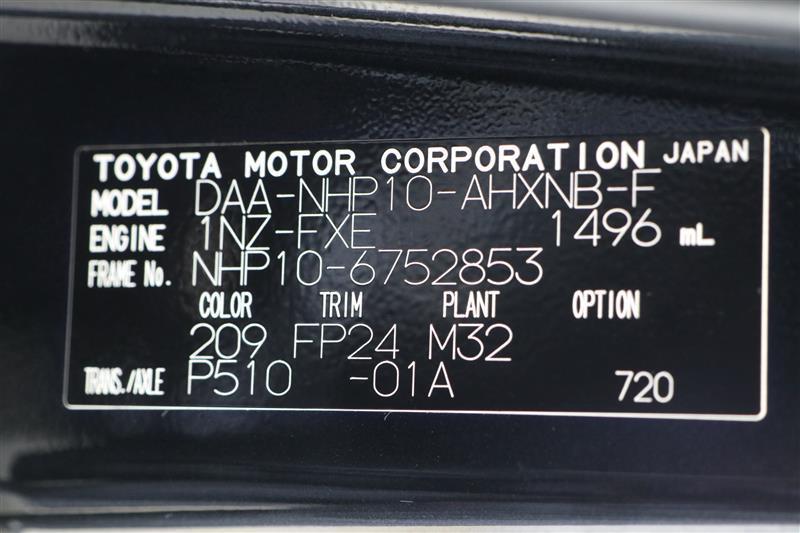 TOYOTA MOTOR CORPORATION JAPAN
MODEL DAA-NHP10-AHXNB-F
ENGINE 1NZ-FXE 1496 mL
FRAME No. NHP10-6752853
COLOR TRIM PLANT OPTION
209 FP24 M32
TRANS./AXLE P510 -01A 720